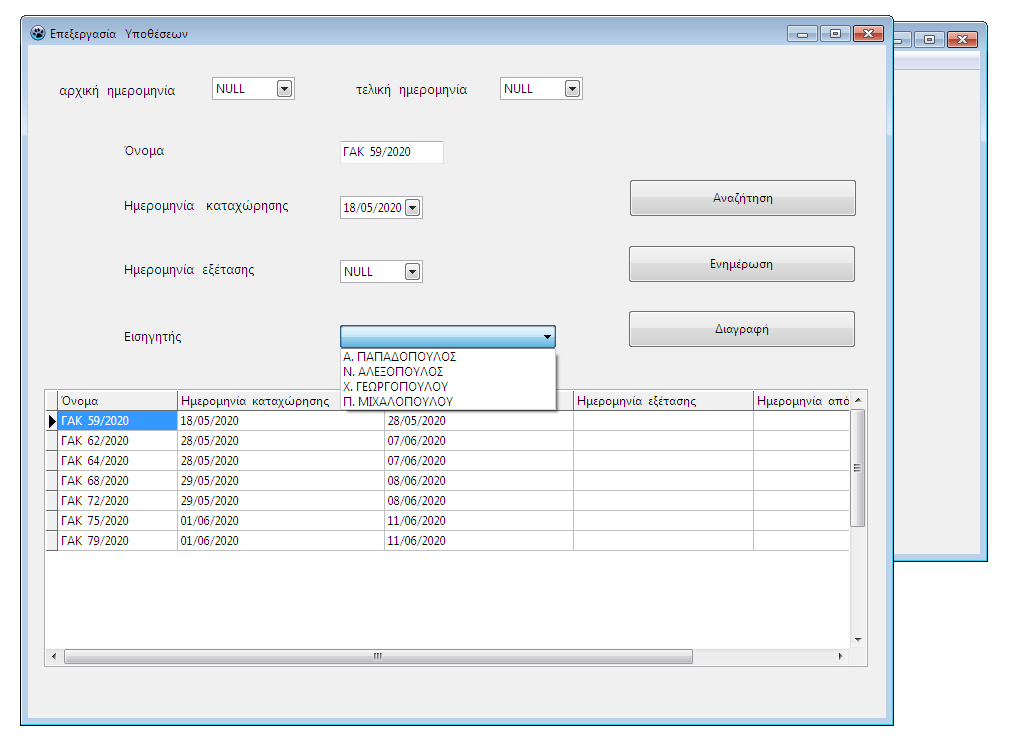 Επεξεργασία Υποθέσεων
αρχική ημερομηνία NULL τελική ημερομηνία NULL
Όνομα ΓΑΚ 59/2020
Ημερομηνία καταχώρησης 18/05/2020 Αναζήτηση
Ημερομηνία εξέτασης NULL Ενημέρωση
Εισηγητής Διαγραφή
Α. ΠΑΠΑΔΟΠΟΥΛΟΣ
Ν. ΑΛΕΞΟΠΟΥΛΟΣ
Χ. ΓΕΩΡΓΟΠΟΥΛΟΥ
Π. ΜΙΧΑΛΟΠΟΥΛΟΥ
Όνομα Ημερομηνία καταχώρησης Ημερομηνία εξέτασης Ημερομηνία από
ΓΑΚ 59/2020 18/05/2020 28/05/2020
ΓΑΚ 62/2020 28/05/2020 07/06/2020
ΓΑΚ 64/2020 28/05/2020 07/06/2020
ΓΑΚ 68/2020 29/05/2020 08/06/2020
ΓΑΚ 72/2020 29/05/2020 08/06/2020
ΓΑΚ 75/2020 01/06/2020 11/06/2020
ΓΑΚ 79/2020 01/06/2020 11/06/2020